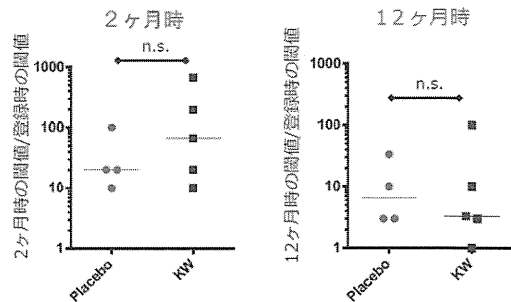 2ヶ月時
n.s.
2ヶ月時の閾値/登録時の閾値
1000
100
10
1
Placebo
KW
12ヶ月時
n.s.
12ヶ月時の閾値/登録時の閾値
1000
100
10
1
Placebo
KW